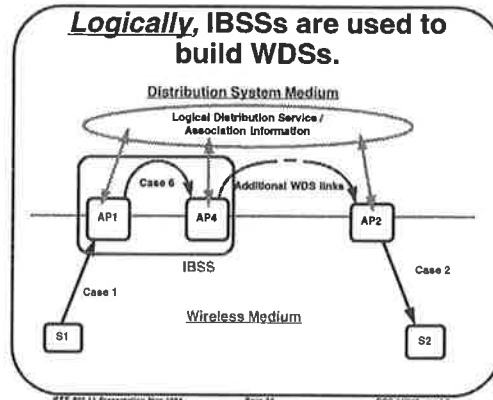 Logically, IBSSs are used to
build WDSs.
Distribution System Medium
Logical Distribution Service /
Association Information
Case 6
Additional WDS links
AP1
AP4
AP2
IBSS
Case 1
Case 2
Wireless Medium
S1
S2